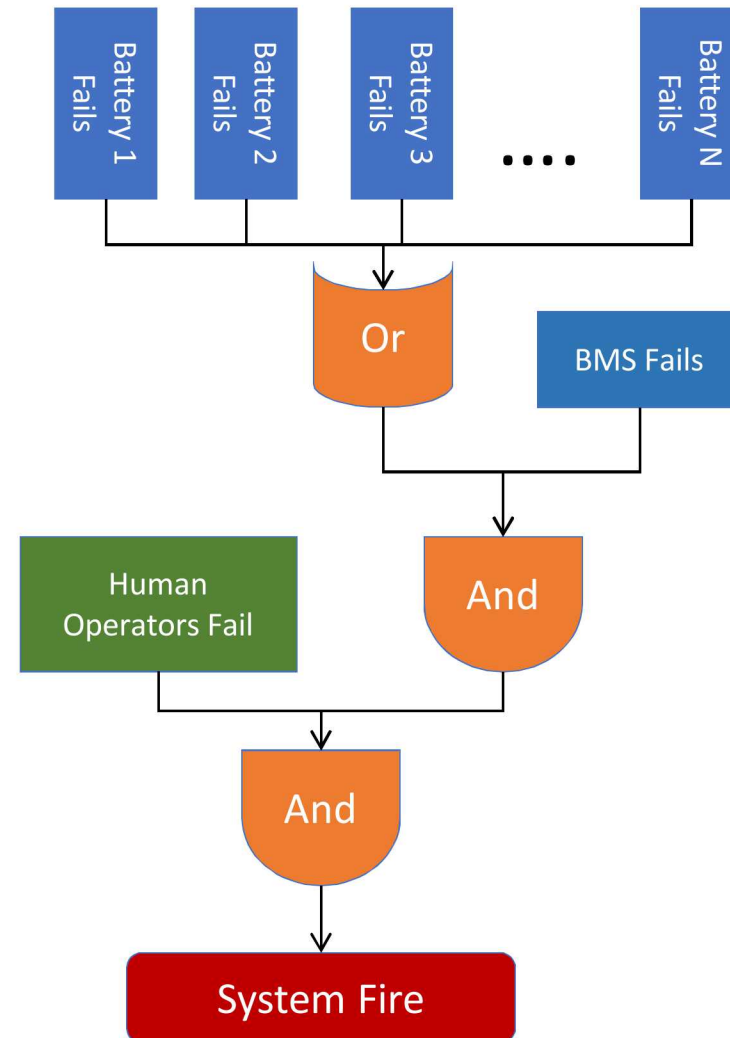 Battery 1
Fails
Battery 2
Fails
Battery 3
Fails
....
Battery N
Fails
Or
BMS Fails
And
Human
Operators Fail
And
System Fire